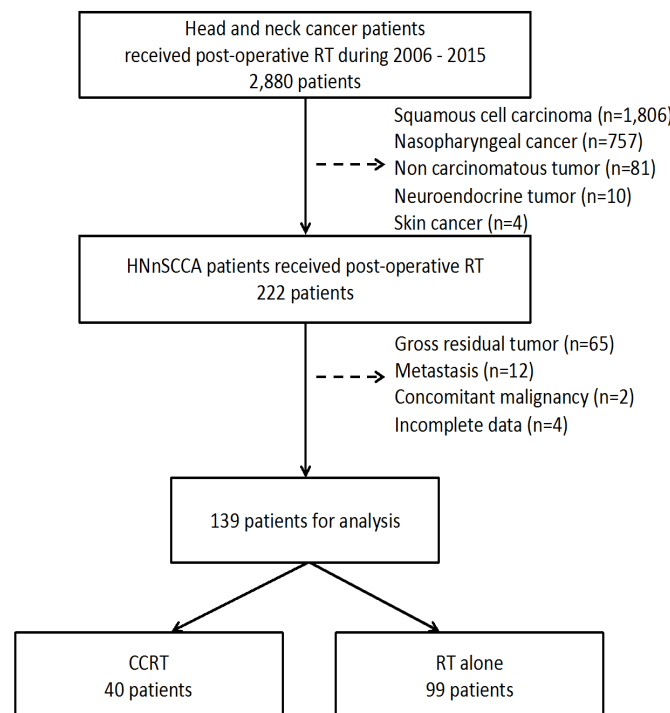 Head and neck cancer patients
received post-operative RT during 2006 - 2015
2,880 patients
Squamous cell carcinoma (n=1,806)
Nasopharyngeal cancer (n=757)
Non carcinomatous tumor (n=81)
Neuroendocrine tumor (n=10)
Skin cancer (n=4)
HNnSCCA patients received post-operative RT
222 patients
Gross residual tumor (n=65)
Metastasis (n=12)
Concomitant malignancy (n=2)
Incomplete data (n=4)
139 patients for analysis
CCRT
40 patients
RT alone
99 patients